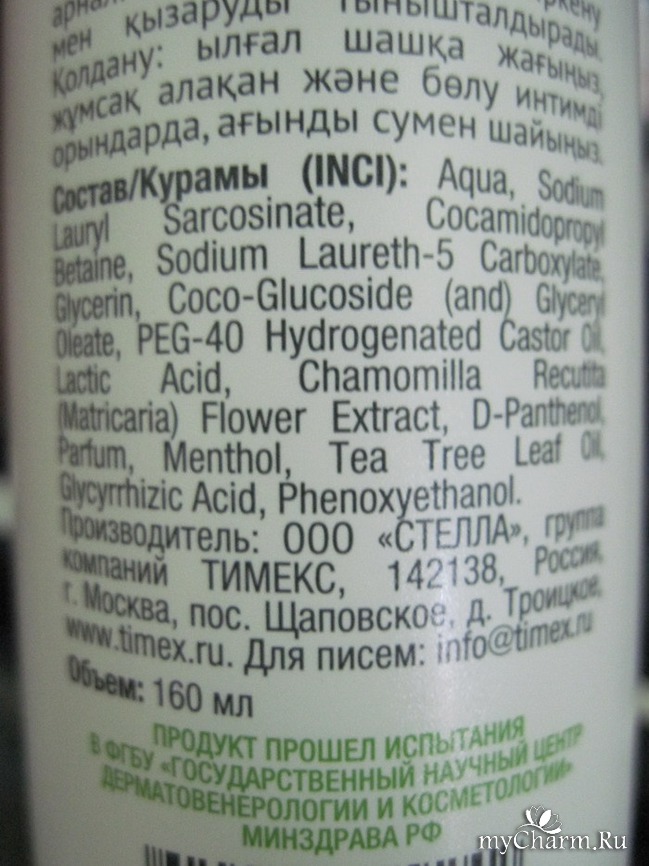 мен қызаруды тынышталдырады.
Қолдану: ылғал шашқа жағыңыз,
жұмсақ алақан және бөлу интимді
орындарда, ағынды сумен шайыңыз.
Состав/Курамы (INCI): Aqua, Sodium
Lauryl Sarcosinate, Cocamidopropyl
Betaine, Sodium Laureth-5 Carboxylate,
Glycerin, Coco-Glucoside (and) Glyceryl
Oleate, PEG-40 Hydrogenated Castor Oil,
Lactic Acid, Chamomilla Recutita
(Matricaria) Flower Extract, D-Panthenol,
Parfum, Menthol, Tea Tree Leaf Oil,
Glycyrrhizic Acid, Phenoxyethanol.
Производитель: ООО «СТЕЛЛА», группа
компаний ТИМЕКС, 142138, Россия,
г. Москва, пос. Щаповское, д. Троицкое,
www.timex.ru. Для писем: info@timex.ru
Объем: 160 мл
ПРОДУКТ ПРОШЕЛ ИСПЫТАНИЯ
В ФГБУ «ГОСУДАРСТВЕННЫЙ НАУЧНЫЙ ЦЕНТР
ДЕРМАТОВЕНЕРОЛОГИИ И КОСМЕТОЛОГИИ»
МИНЗДРАВА РФ
myCharm.Ru